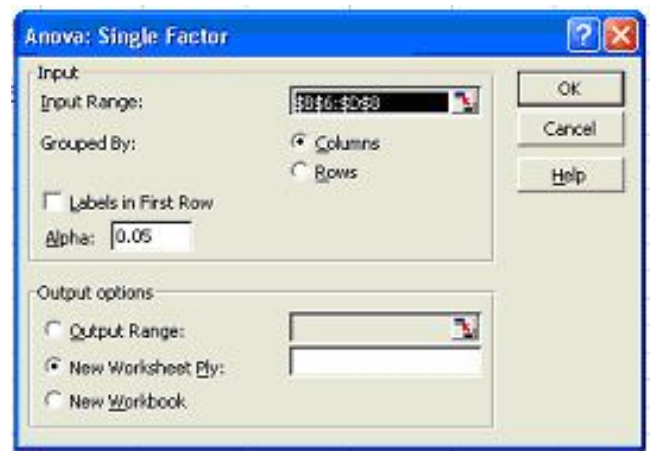 Anova: Single Factor
Input
Input Range: $B$6:$D$8
Grouped By: Columns
Rows
Labels in First Row
Alpha: 0.05
OK
Cancel
Help
Output options
Output Range:
New Worksheet Ply:
New Workbook